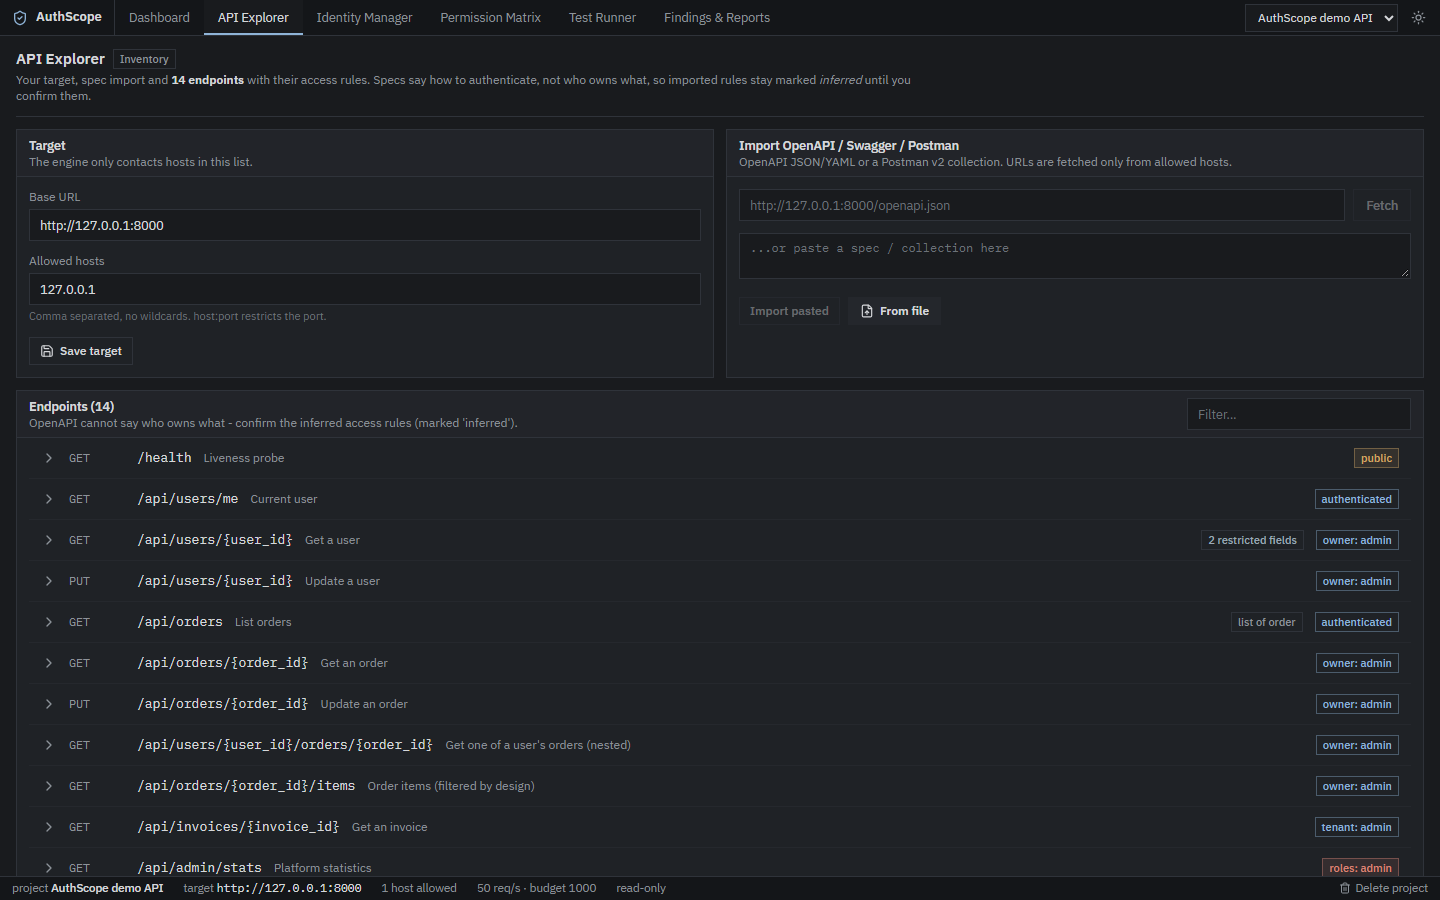 AuthScope
Dashboard
API Explorer
Identity Manager
Permission Matrix
Test Runner
Findings & Reports
AuthScope demo API
API Explorer
Inventory
Your target, spec import and 14 endpoints with their access rules. Specs say how to authenticate, not who owns what, so imported rules stay marked inferred until you
confirm them.
Target
The engine only contacts hosts in this list.
Base URL
http://127.0.0.1:8000
Allowed hosts
127.0.0.1
Comma separated, no wildcards. host:port restricts the port.
Save target
Import OpenAPI / Swagger / Postman
OpenAPI JSON/YAML or a Postman v2 collection. URLs are fetched only from allowed hosts.
http://127.0.0.1:8000/openapi.json
Fetch
...or paste a spec / collection here
Import pasted
From file
Endpoints (14)
OpenAPI cannot say who owns what - confirm the inferred access rules (marked 'inferred').
Filter...
GET /health Liveness probe public
GET /api/users/me Current user authenticated
GET /api/users/{user_id} Get a user 2 restricted fields owner: admin
PUT /api/users/{user_id} Update a user owner: admin
GET /api/orders List orders list of order authenticated
GET /api/orders/{order_id} Get an order owner: admin
PUT /api/orders/{order_id} Update an order owner: admin
GET /api/users/{user_id}/orders/{order_id} Get one of a user's orders (nested) owner: admin
GET /api/orders/{order_id}/items Order items (filtered by design) owner: admin
GET /api/invoices/{invoice_id} Get an invoice tenant: admin
GET /api/admin/stats Platform statistics roles: admin
project AuthScope demo API target http://127.0.0.1:8000 1 host allowed 50 req/s · budget 1000 read-only Delete project